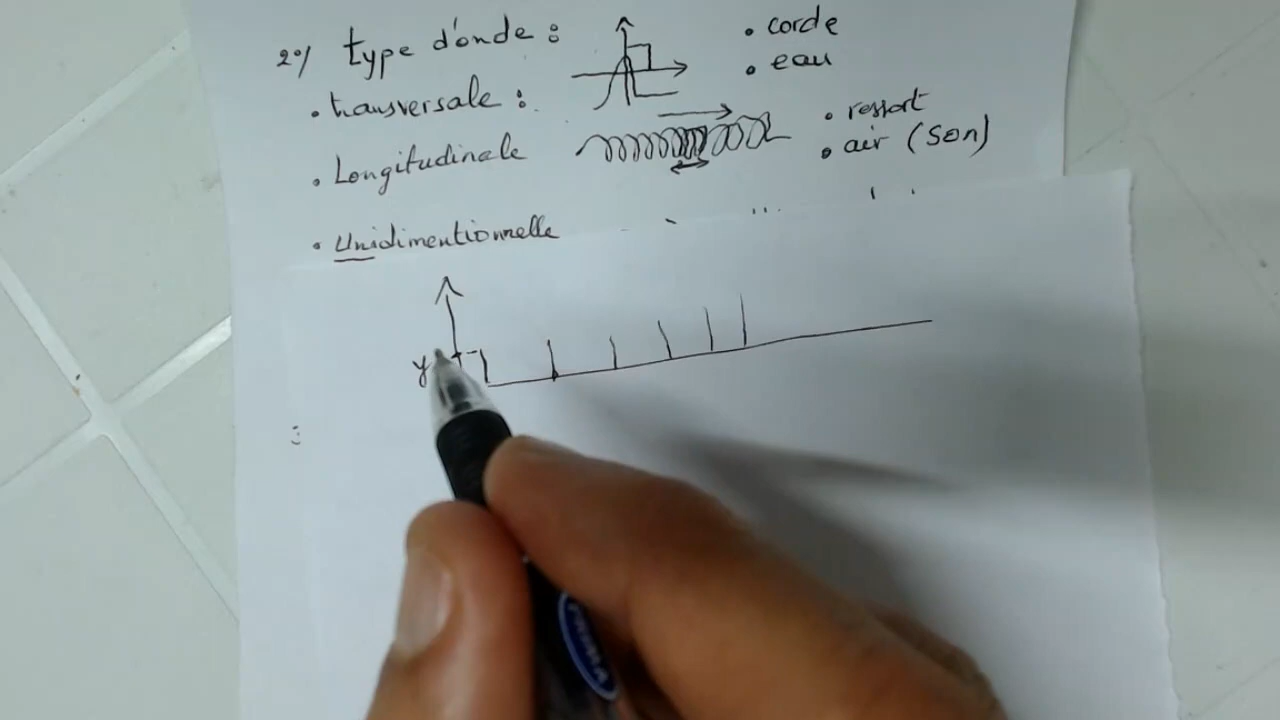 2°/ type d'onde :
• transversale :
• corde
• eau
• Longitudinale
• ressort
• air (son)
• Unidimentionnelle
y